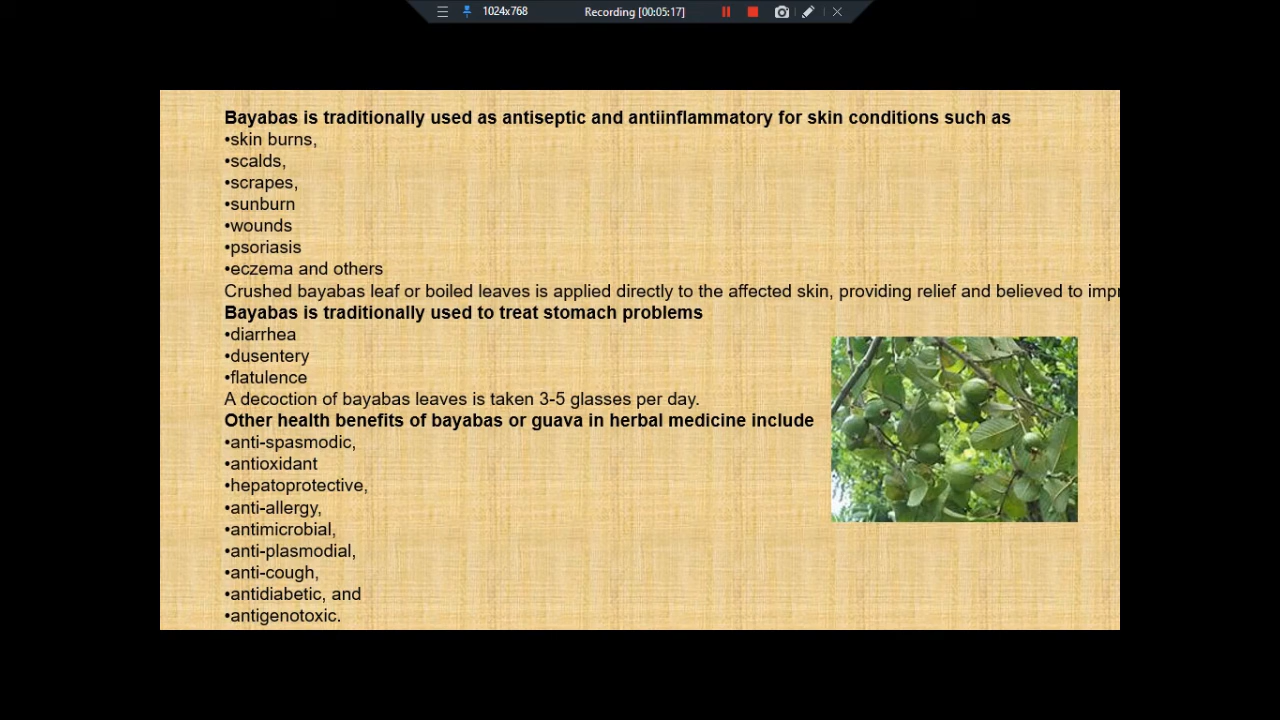 1024x768
Recording [00:05:17]
Bayabas is traditionally used as antiseptic and antiinflammatory for skin conditions such as
•skin burns,
•scalds,
•scrapes,
•sunburn
•wounds
•psoriasis
•eczema and others
Crushed bayabas leaf or boiled leaves is applied directly to the affected skin, providing relief and believed to impr
Bayabas is traditionally used to treat stomach problems
•diarrhea
•dusentery
•flatulence
A decoction of bayabas leaves is taken 3-5 glasses per day.
Other health benefits of bayabas or guava in herbal medicine include
•anti-spasmodic,
•antioxidant
•hepatoprotective,
•anti-allergy,
•antimicrobial,
•anti-plasmodial,
•anti-cough,
•antidiabetic, and
•antigenotoxic.